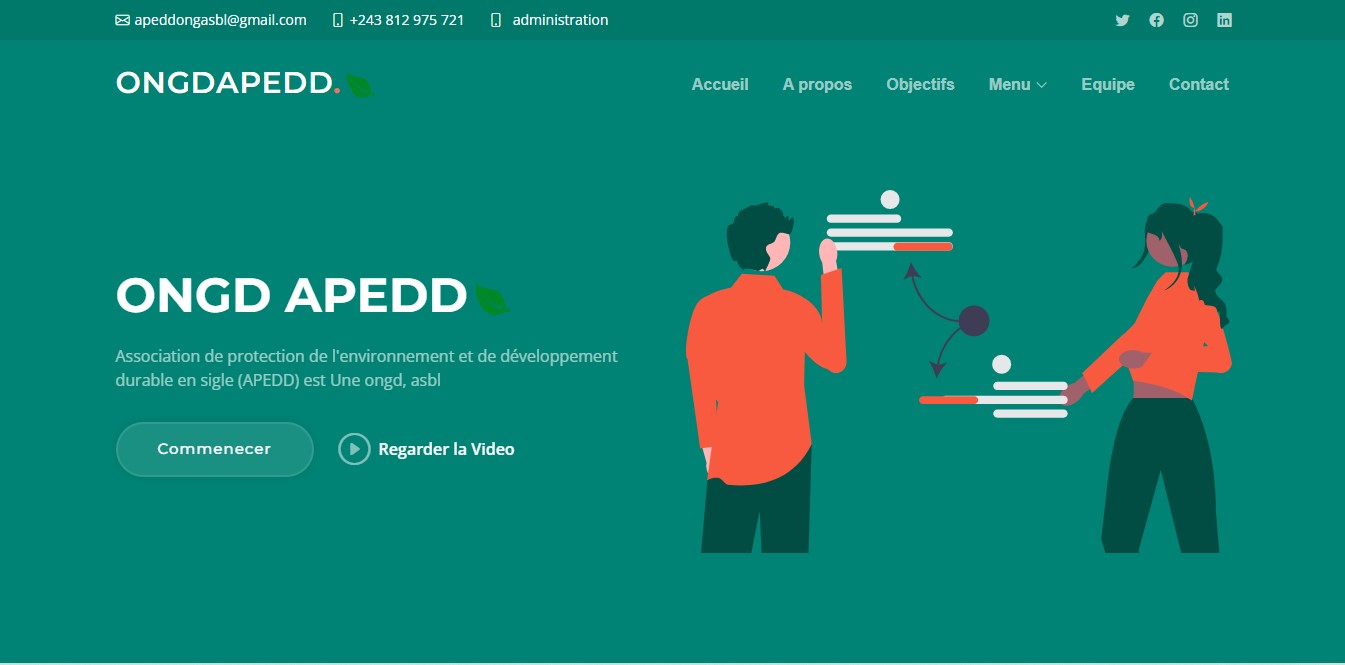 apeddongasbl@gmail.com +243 812 975 721 administration
ONGDAPEDD.
Accueil A propos Objectifs Menu Equipe Contact
ONGD APEDD
Association de protection de l'environnement et de développement
durable en sigle (APEDD) est Une ongd, asbl
Commenecer Regarder la Video